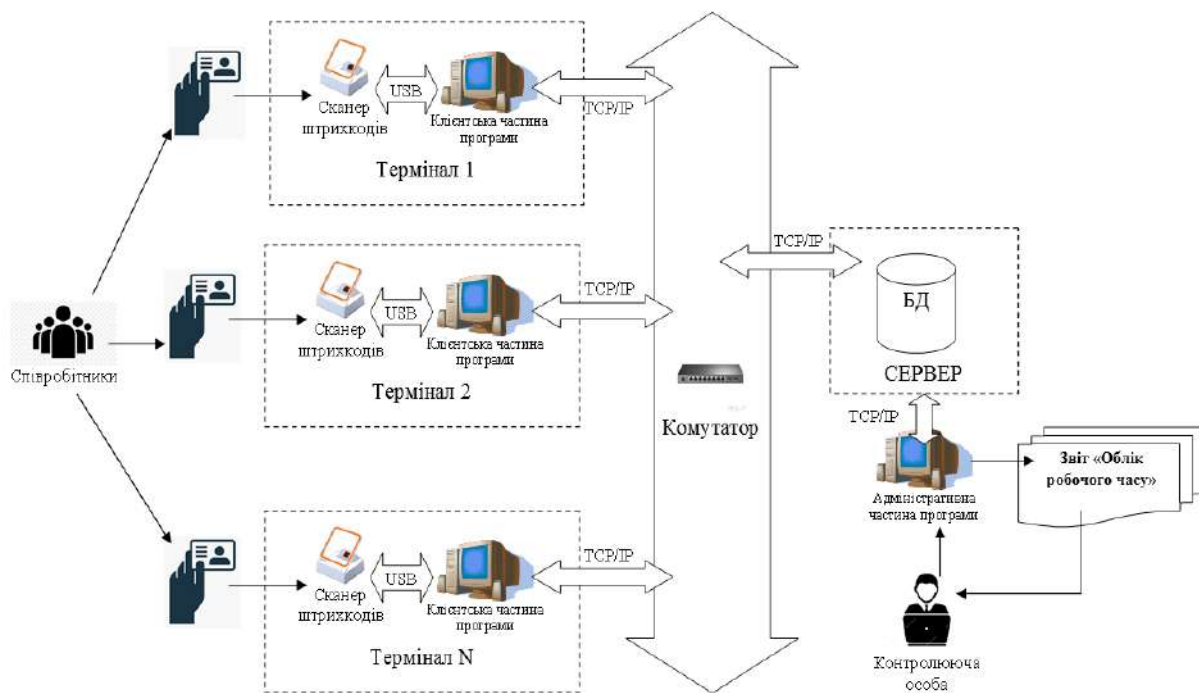 Сканер
штрихкодів
USB
Клієнтська частина
програми
TCP/IP
Термінал 1
Сканер
штрихкодів
USB
Клієнтська частина
програми
TCP/IP
Термінал 2
Співробітники
Комутатор
TCP/IP
БД
СЕРВЕР
TCP/IP
Адміністративна
частина програми
Звіт «Облік
робочого часу»
Контролююча
особа
Сканер
штрихкодів
USB
Клієнтська частина
програми
TCP/IP
Термінал N